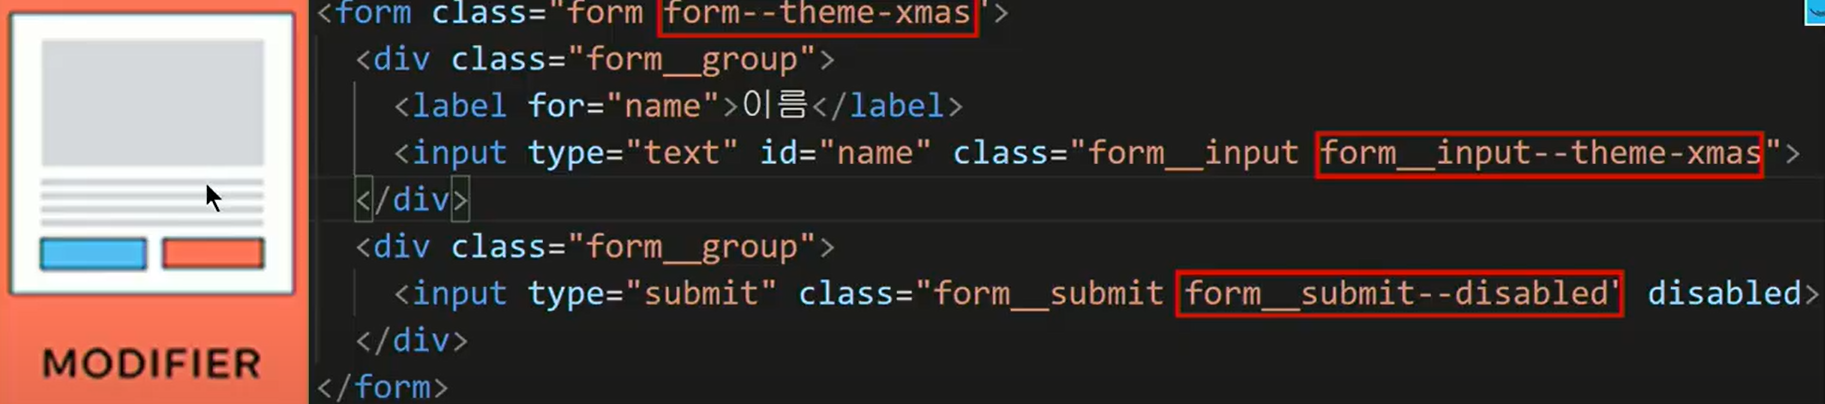 <form class="form form--theme-xmas">
<div class="form__group">
<label for="name">이름</label>
<input type="text" id="name" class="form__input form__input--theme-xmas">
</div>
<div class="form__group">
<input type="submit" class="form__submit form__submit--disabled" disabled>
</div>
</form>
MODIFIER